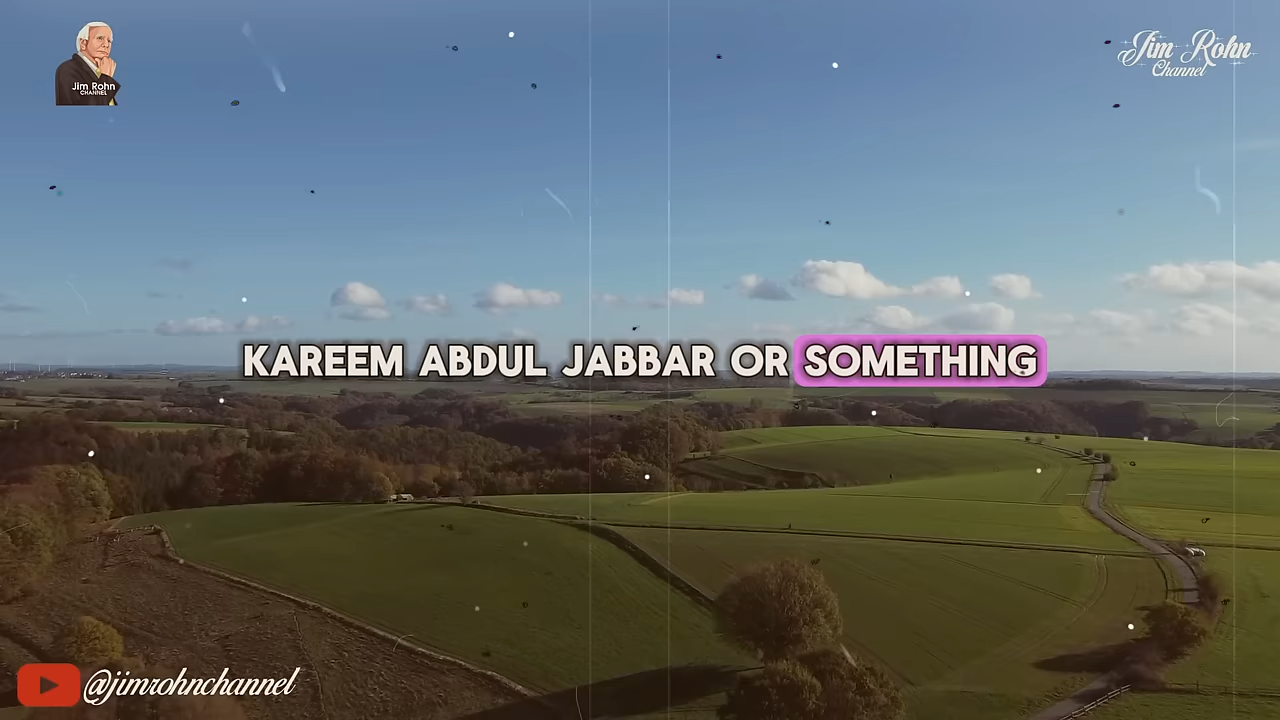 Jim Rohn
CHANNEL
Jim Rohn
Channel
KAREEM ABDUL JABBAR OR SOMETHING
@jimrohnchannel